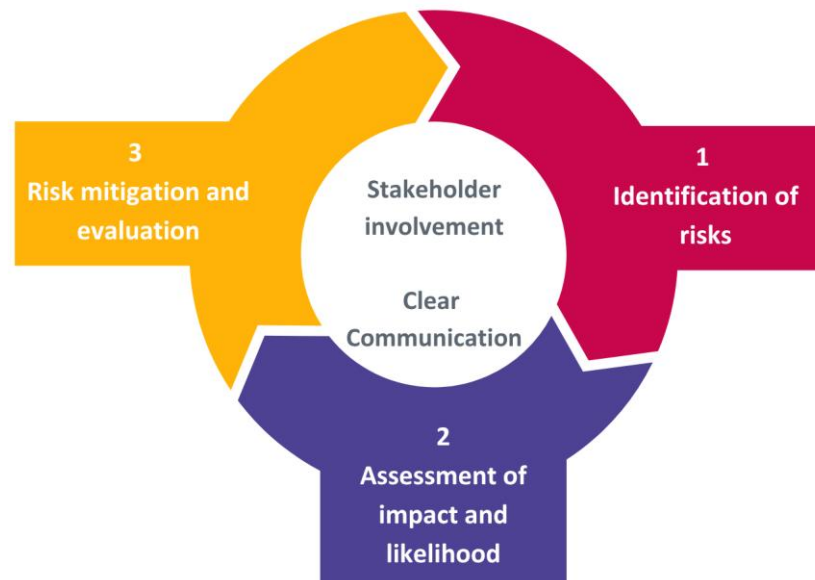 1
Identification of
risks
2
Assessment of
impact and
likelihood
3
Risk mitigation and
evaluation
Stakeholder
involvement
Clear
Communication